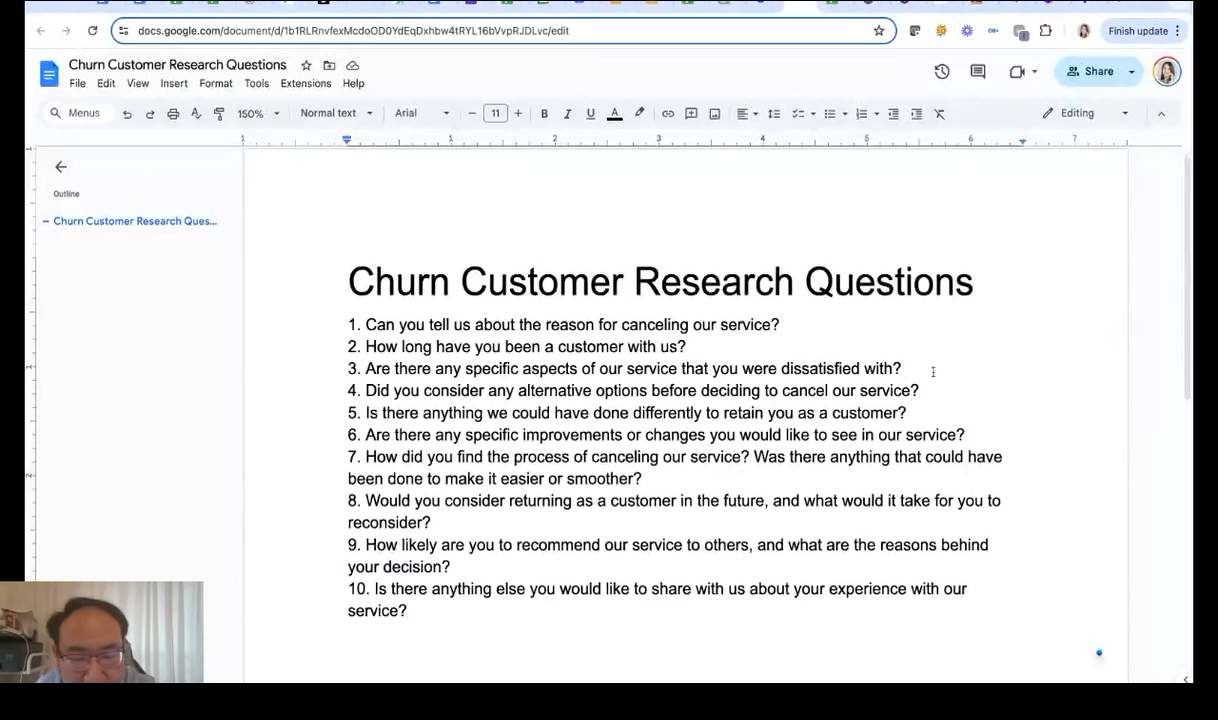 docs.google.com/document/d/1b1RLRnvfexMcdoOD0YdEqDxhbw4tRYL16bVvpRJDLvc/edit
Finish update
Churn Customer Research Questions
File Edit View Insert Format Tools Extensions Help
Share
Menus 150% Normal text Arial 11 B I U A Editing
1 1 2 3 4 5 6 7
Outline
Churn Customer Research Ques...
Churn Customer Research Questions
1. Can you tell us about the reason for canceling our service?
2. How long have you been a customer with us?
3. Are there any specific aspects of our service that you were dissatisfied with?
4. Did you consider any alternative options before deciding to cancel our service?
5. Is there anything we could have done differently to retain you as a customer?
6. Are there any specific improvements or changes you would like to see in our service?
7. How did you find the process of canceling our service? Was there anything that could have
been done to make it easier or smoother?
8. Would you consider returning as a customer in the future, and what would it take for you to
reconsider?
9. How likely are you to recommend our service to others, and what are the reasons behind
your decision?
10. Is there anything else you would like to share with us about your experience with our
service?